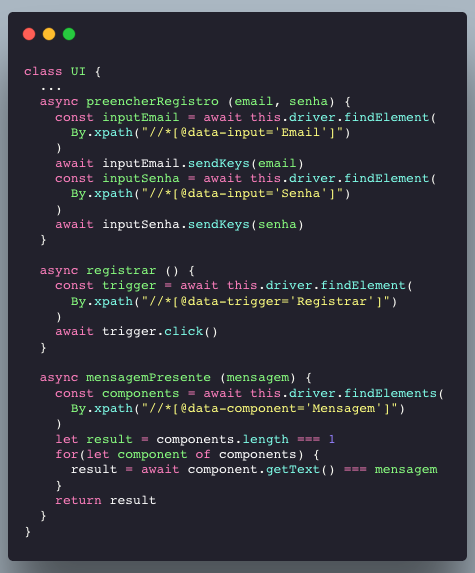 class UI {
  ...
  async preencherRegistro (email, senha) {
    const inputEmail = await this.driver.findElement(
      By.xpath("//*[@data-input='Email']")
    )
    await inputEmail.sendKeys(email)
    const inputSenha = await this.driver.findElement(
      By.xpath("//*[@data-input='Senha']")
    )
    await inputSenha.sendKeys(senha)
  }

  async registrar () {
    const trigger = await this.driver.findElement(
      By.xpath("//*[@data-trigger='Registrar']")
    )
    await trigger.click()
  }

  async mensagemPresente (mensagem) {
    const components = await this.driver.findElements(
      By.xpath("//*[@data-component='Mensagem']")
    )
    let result = components.length === 1
    for(let component of components) {
      result = await component.getText() === mensagem
    }
    return result
  }
}